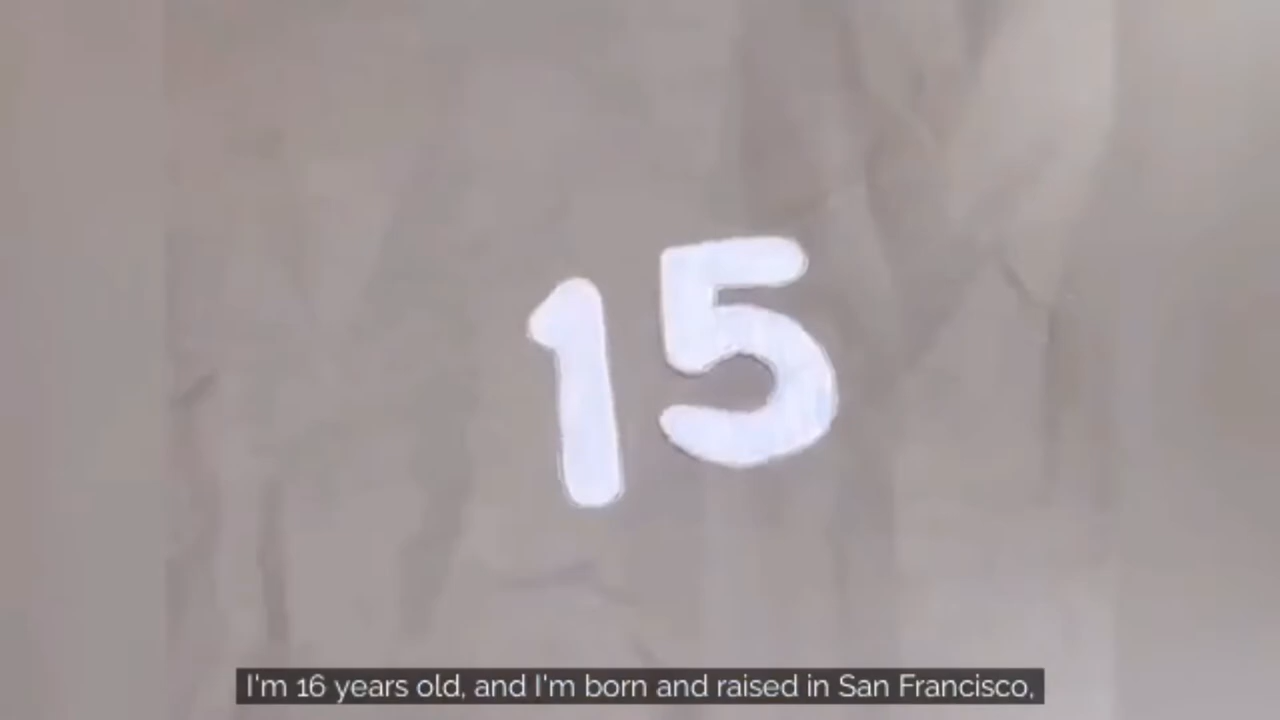 15
I'm 16 years old, and I'm born and raised in San Francisco,